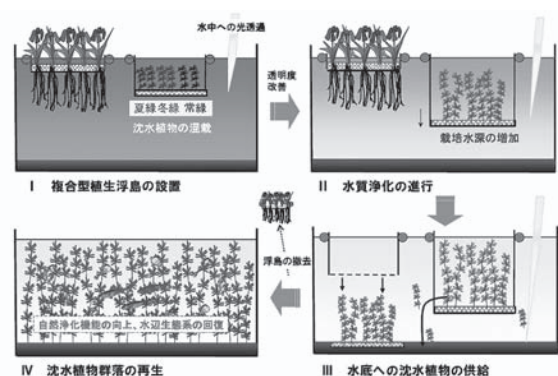 水中への光透過
夏緑冬緑 常緑
沈水植物の混栽
I 複合型植生浮島の設置
透明度
改善
栽培水深の増加
II 水質浄化の進行
浮島の撤去
自然浄化機能の向上、水辺生態系の回復
IV 沈水植物群落の再生
III 水底への沈水植物の供給